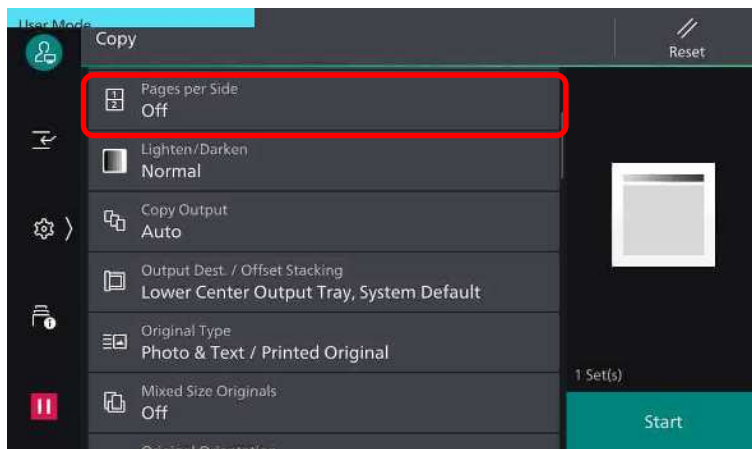 User Mode
Copy
Reset
Pages per Side
Off
Lighten/Darken
Normal
Copy Output
Auto
Output Dest. / Offset Stacking
Lower Center Output Tray, System Default
Original Type
Photo & Text / Printed Original
Mixed Size Originals
Off
1 Set(s)
Start